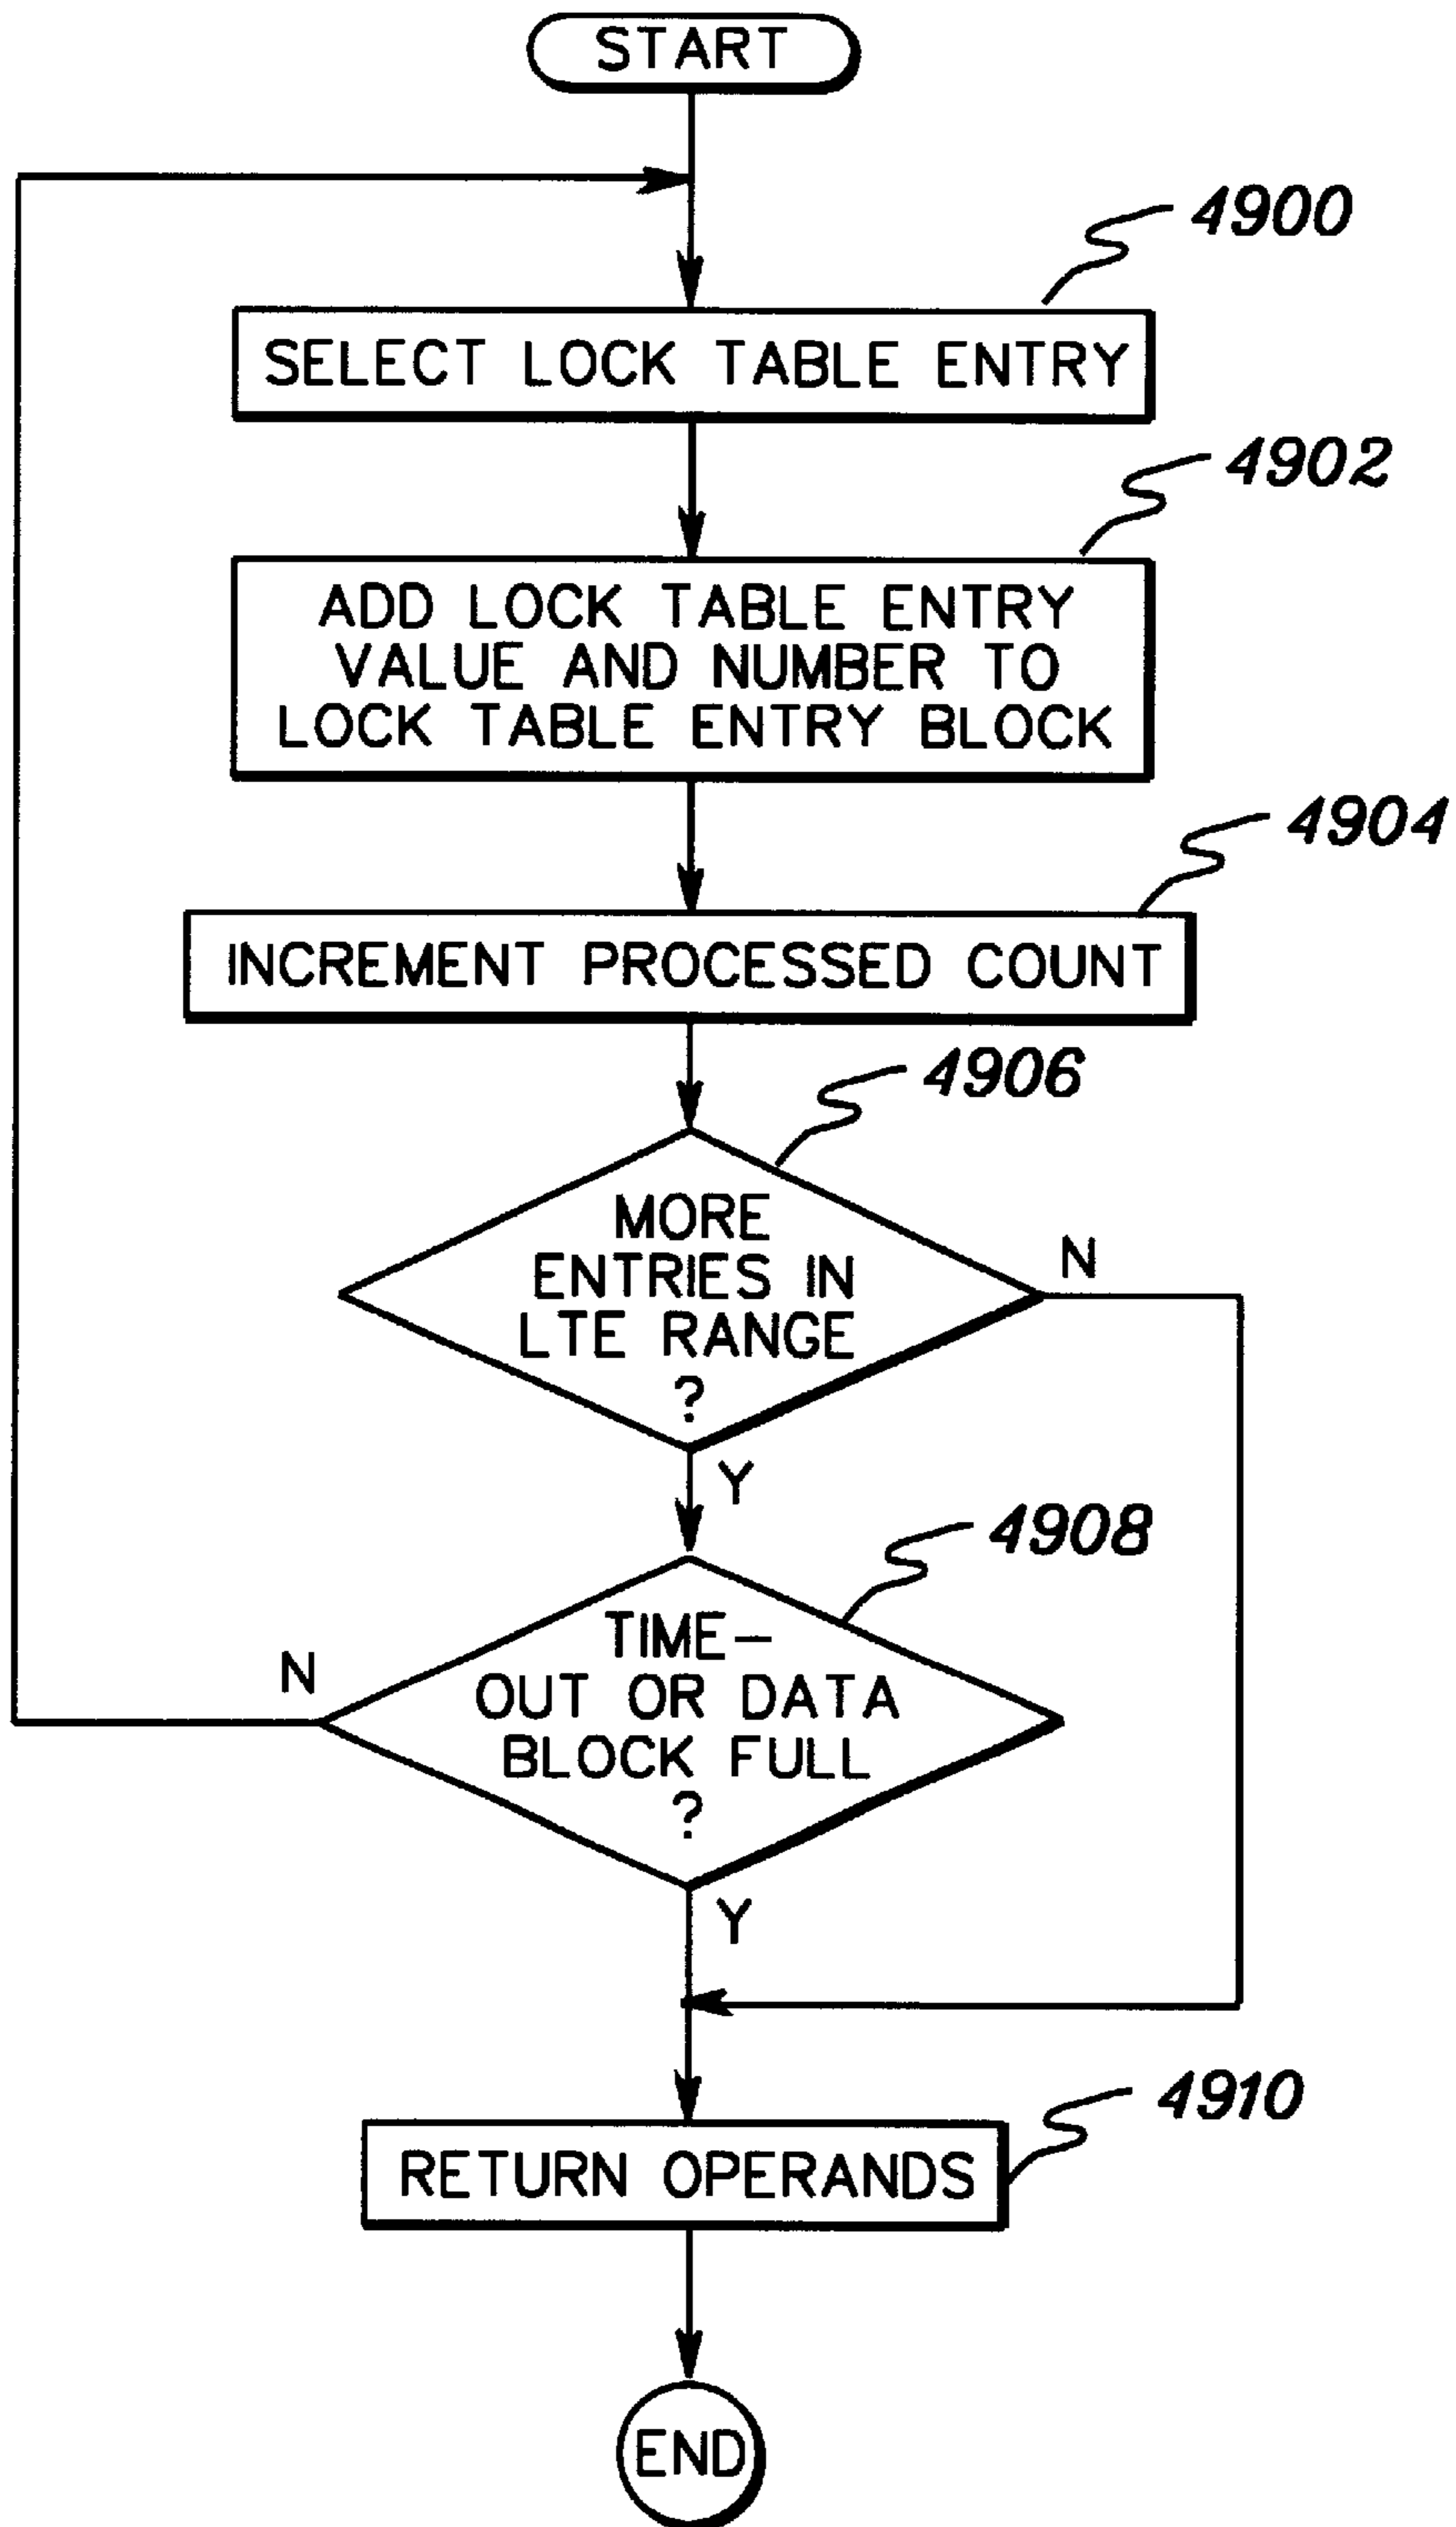 START
4900
SELECT LOCK TABLE ENTRY
4902
ADD LOCK TABLE ENTRY
VALUE AND NUMBER TO
LOCK TABLE ENTRY BLOCK
4904
INCREMENT PROCESSED COUNT
4906
MORE
ENTRIES IN
LTE RANGE
?
N
Y
4908
TIME-
OUT OR DATA
BLOCK FULL
?
N
Y
4910
RETURN OPERANDS
END